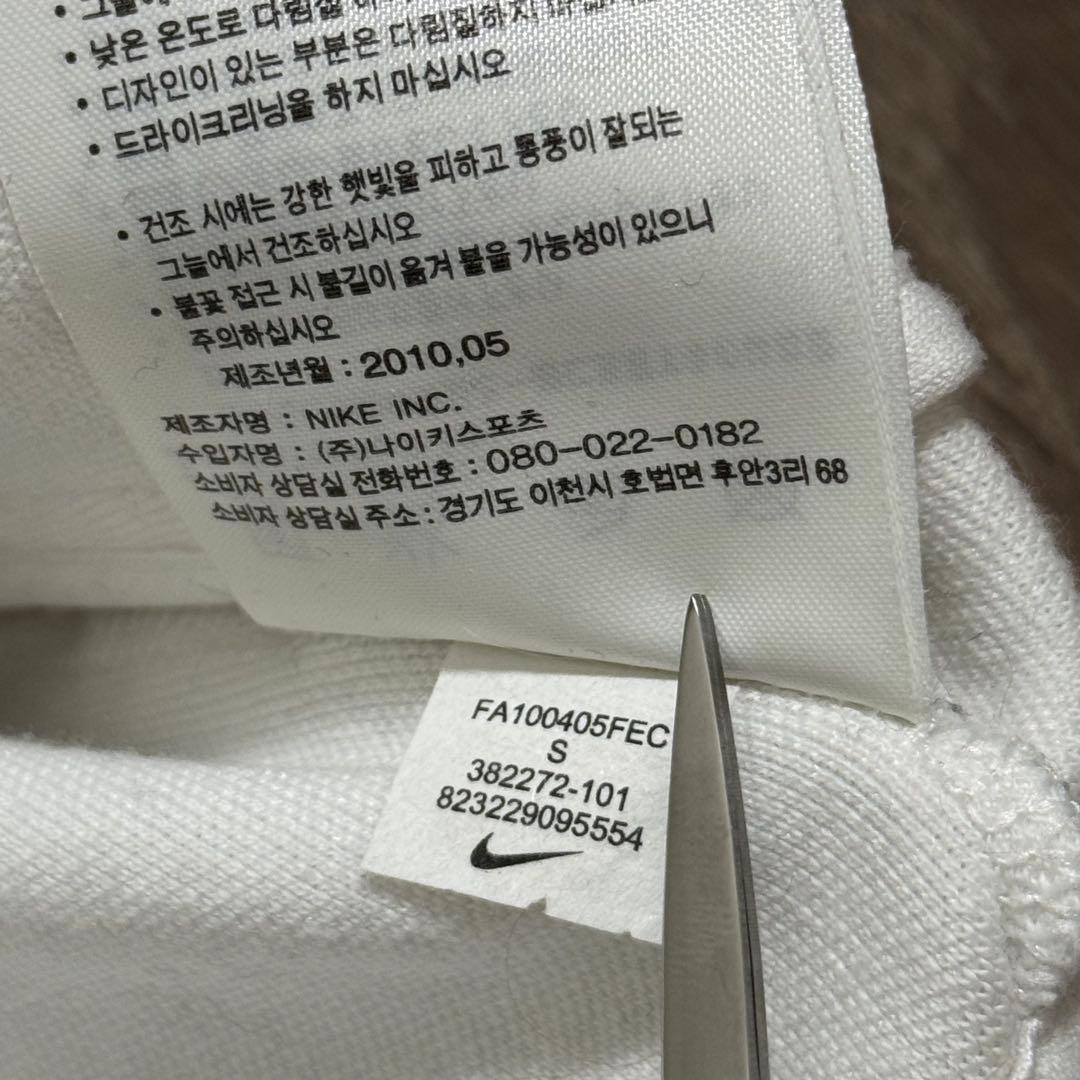 • 그늘에
• 낮은 온도로 다림질 하
• 디자인이 있는 부분은 다림질하지 마십시오
• 드라이크리닝을 하지 마십시오
• 건조 시에는 강한 햇빛을 피하고 통풍이 잘되는
그늘에서 건조하십시오
• 불꽃 접근 시 불길이 옮겨 붙을 가능성이 있으니
주의하십시오
제조년월 : 2010,05
제조자명 : NIKE INC.
수입자명 : (주)나이키스포츠
소비자 상담실 전화번호 : 080-022-0182
소비자 상담실 주소 : 경기도 이천시 호법면 후안3리 68
FA100405FEC
S
382272-101
823229095554